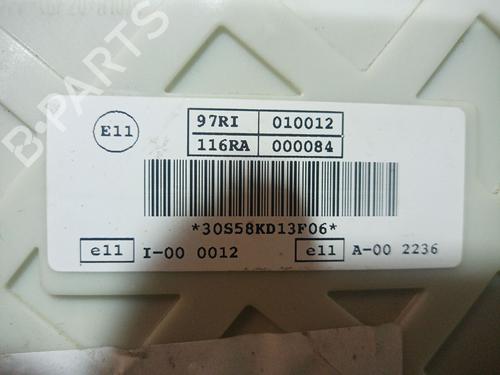 E11
97RI 010012
116RA 000084
*30S58KD13F06*
e11 I-00 0012 e11 A-00 2236
B-PARTS